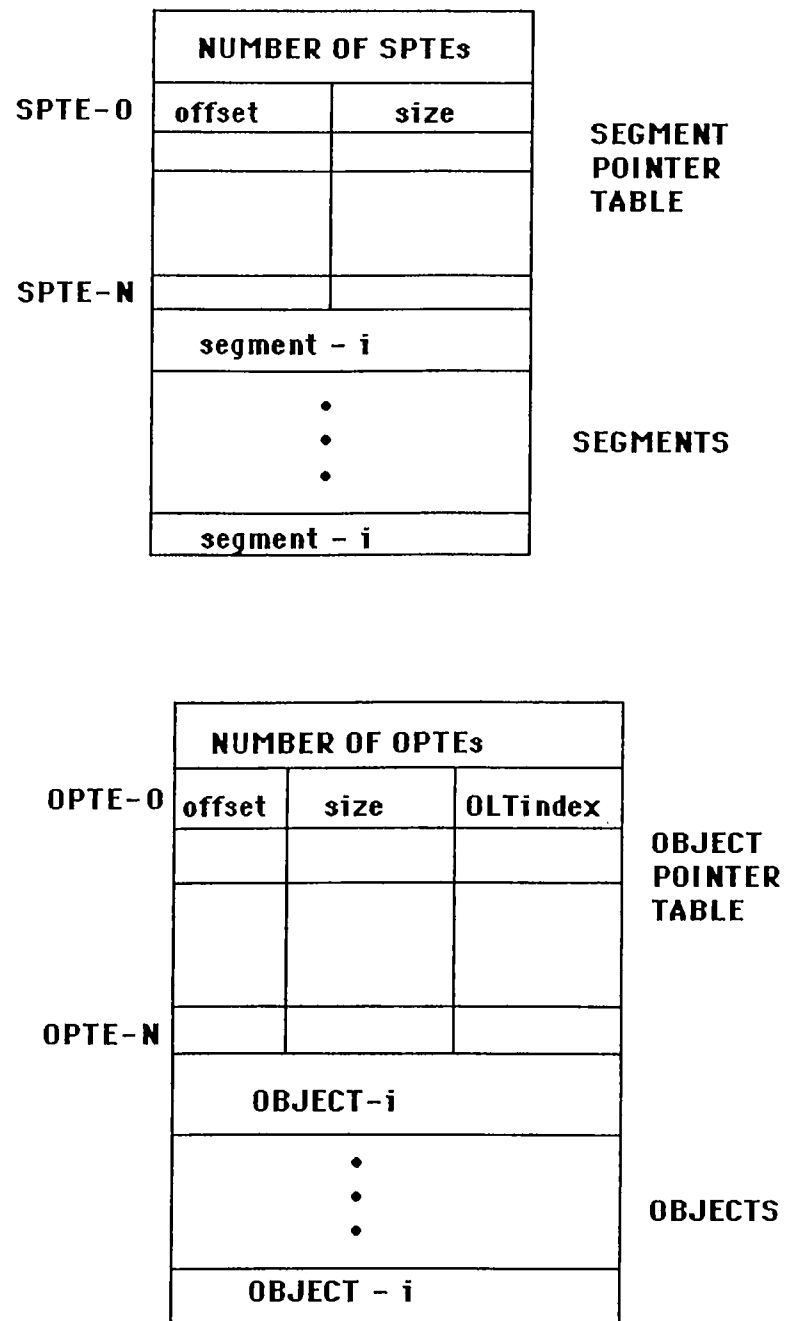 NUMBER OF SPTEs
SPTE-0 offset size
SEGMENT
POINTER
TABLE
SPTE-N
segment - i
SEGMENTS
segment - i
NUMBER OF OPTEs
OPTE-0 offset size OLTindex
OBJECT
POINTER
TABLE
OPTE-N
OBJECT-i
OBJECTS
OBJECT - i